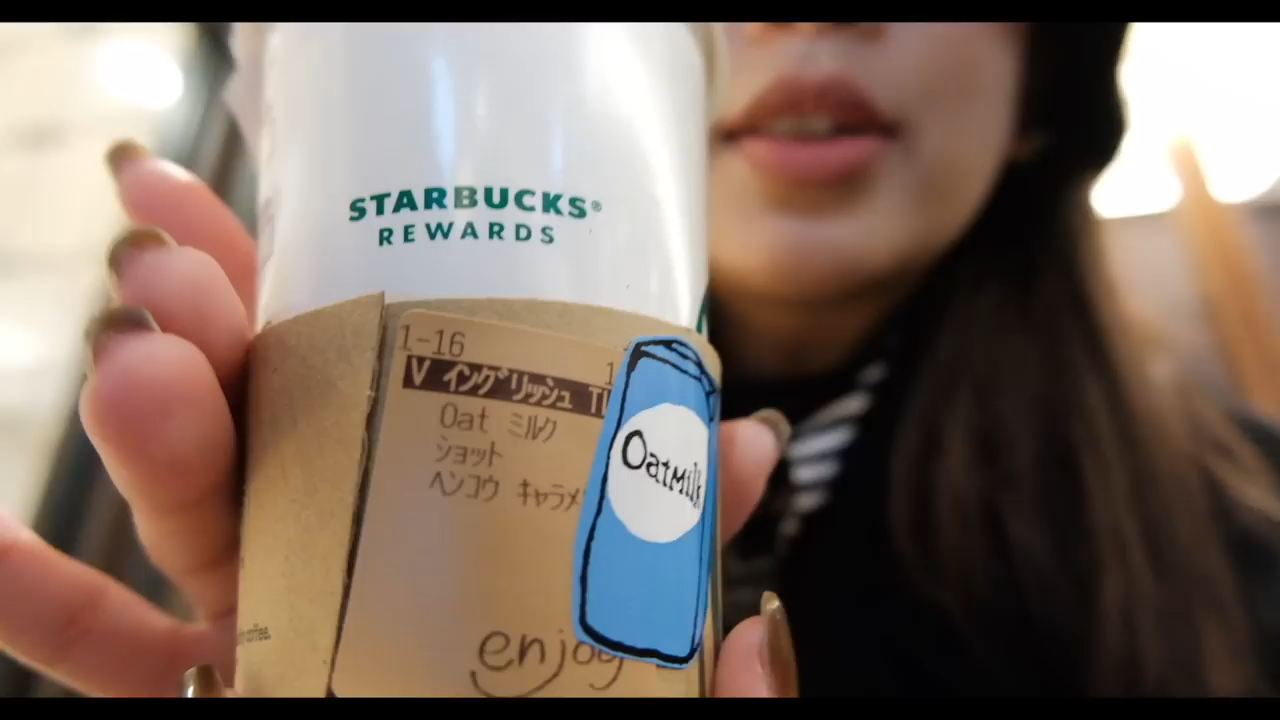 STARBUCKS®
REWARDS
1-16
V イングリッシュ
Oat ミルク
ショット
ヘンコウ キャラメ
OatMilk
enjoy